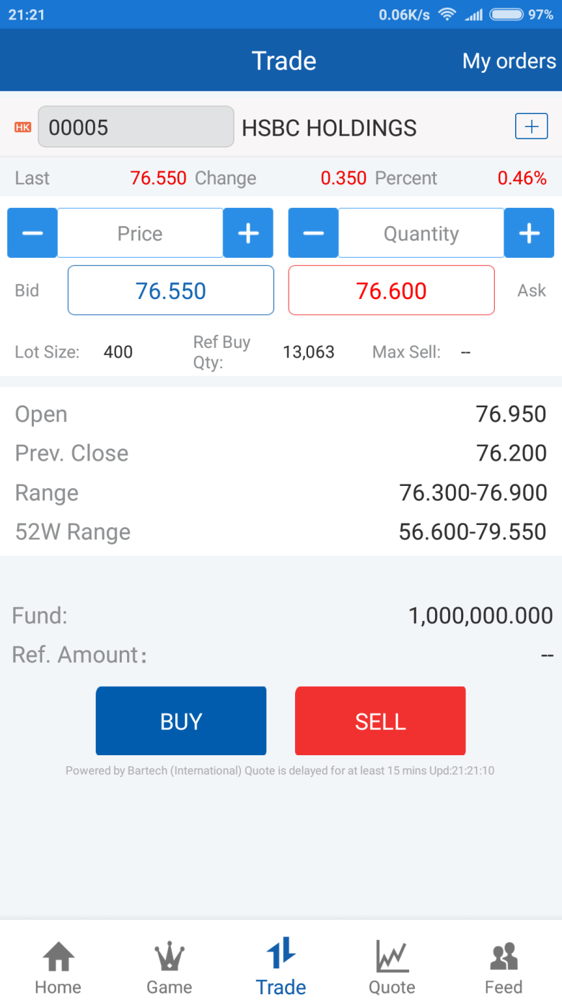 21:21 0.06K/s 97%
Trade My orders
HK 00005 HSBC HOLDINGS
Last 76.550 Change 0.350 Percent 0.46%
Price Quantity
Bid 76.550 76.600 Ask
Lot Size: 400 Ref Buy Qty: 13,063 Max Sell: --
Open 76.950
Prev. Close 76.200
Range 76.300-76.900
52W Range 56.600-79.550
Fund: 1,000,000.000
Ref. Amount: --
BUY SELL
Powered by Bartech (International) Quote is delayed for at least 15 mins Upd:21:21:10
Home Game Trade Quote Feed